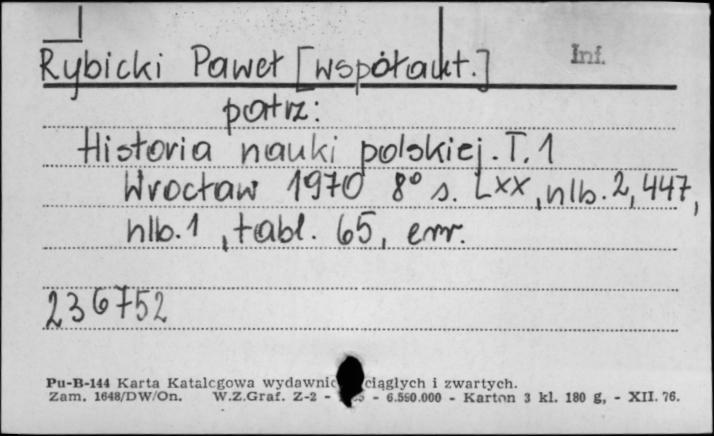 Rybicki Paweł [współaut.] Inf.
patrz:
Historia nauki polskiej. T. 1
Wrocław 1970 8° s. LXX, nlb. 2, 447,
nlb. 1, tabl. 65, err.
236752
Pu-B-144 Karta Katalogowa wydawnic ciągłych i zwartych.
Zam. 1648/DW/On. W.Z.Graf. Z-2 - - 6.590.000 - Karton 3 kl. 180 g, - XII. 76.